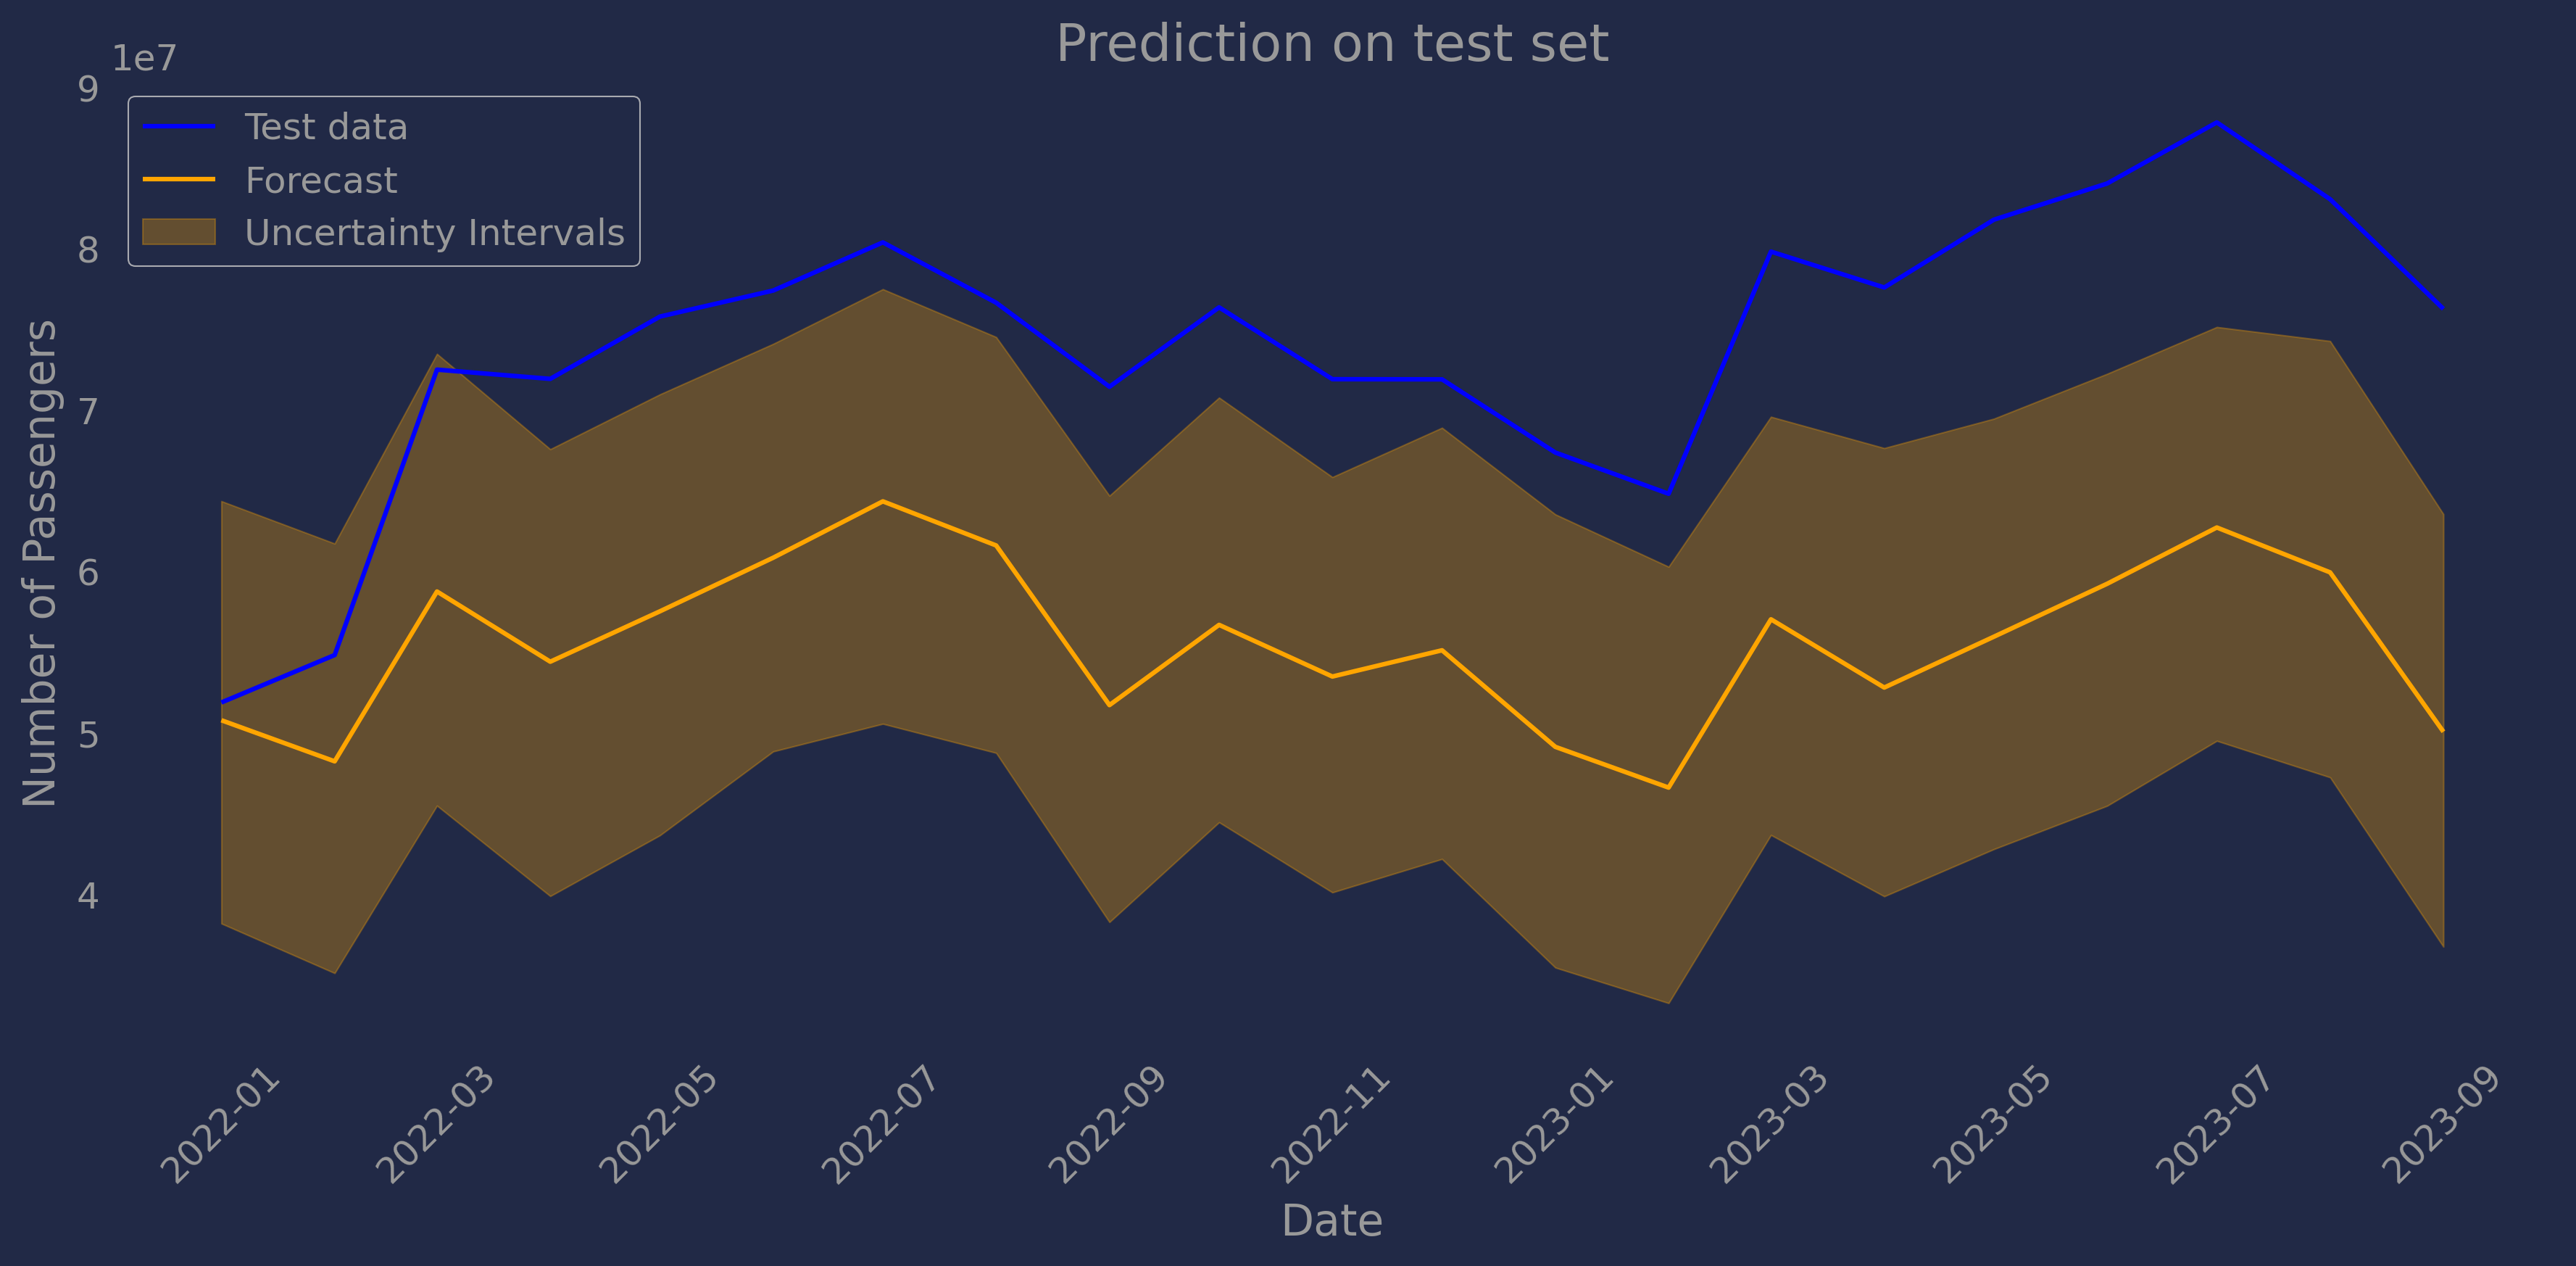 Prediction on test set
1e7
9
8
7
6
5
4
Number of Passengers
Test data
Forecast
Uncertainty Intervals
2022-01
2022-03
2022-05
2022-07
2022-09
2022-11
2023-01
2023-03
2023-05
2023-07
2023-09
Date